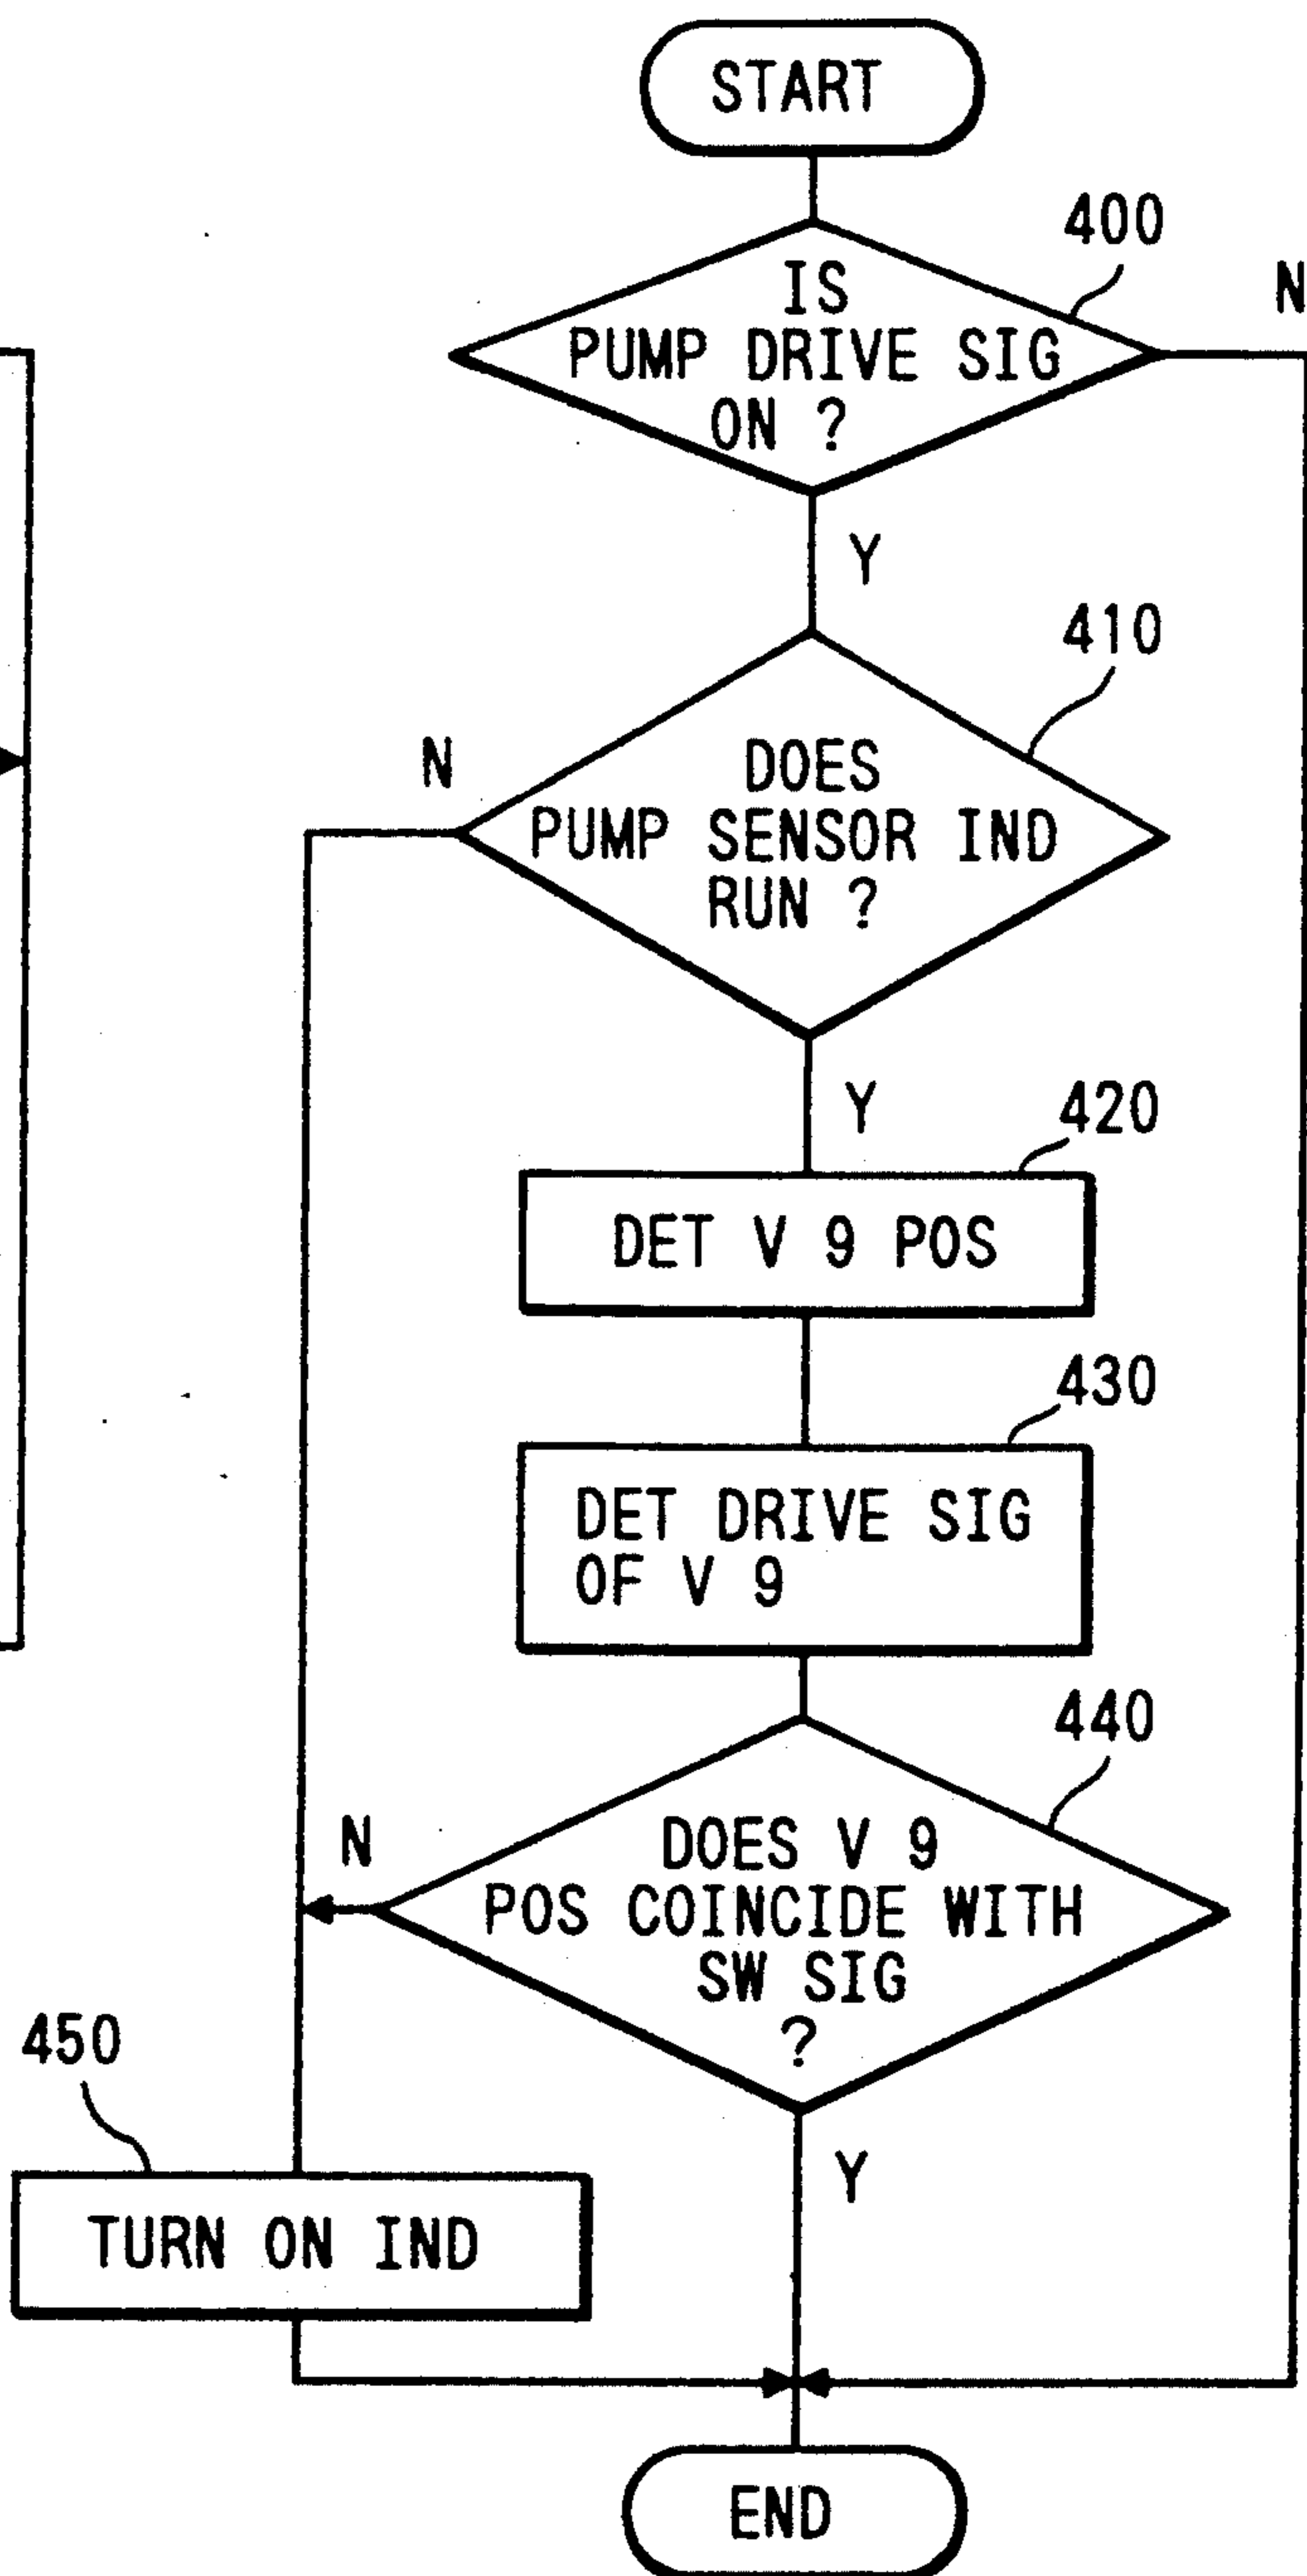 START
400
IS
N
PUMP DRIVE SIG
ON ?
Y
410
N
DOES
PUMP SENSOR IND
RUN ?
Y
420
DET V 9 POS
430
DET DRIVE SIG
OF V 9
440
N
DOES V 9
POS COINCIDE WITH
SW SIG
?
450
Y
TURN ON IND
END